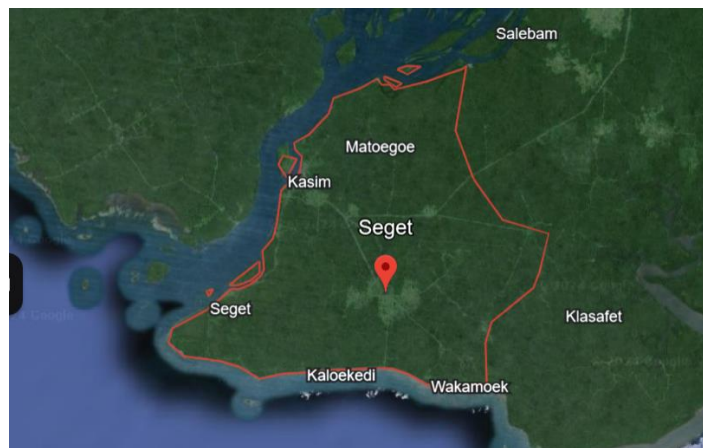 Salebam
Matoegoe
Kasim
Seget
Seget
Klasafet
Kaloekedi
Wakamoek